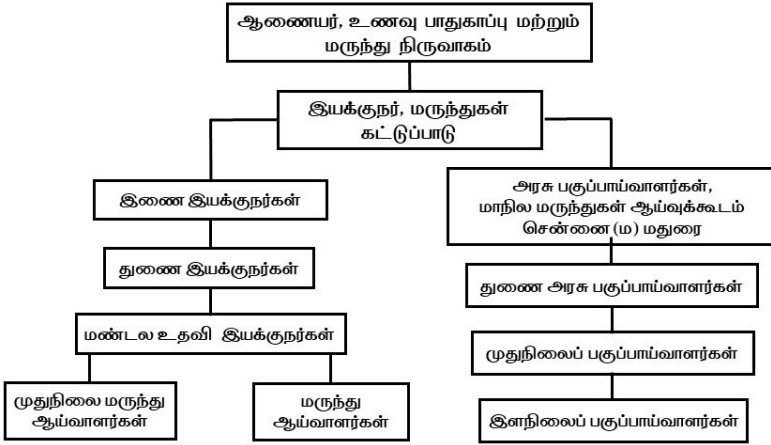 ஆணையர், உணவு பாதுகாப்பு மற்றும்
மருந்து நிருவாகம்
இயக்குநர், மருந்துகள்
கட்டுப்பாடு
இணை இயக்குநர்கள்
துணை இயக்குநர்கள்
மண்டல உதவி இயக்குநர்கள்
முதுநிலை மருந்து
ஆய்வாளர்கள்
மருந்து
ஆய்வாளர்கள்
அரசு பகுப்பாய்வாளர்கள்,
மாநில மருந்துகள் ஆய்வுக்கூடம்
சென்னை (ம) மதுரை
துணை அரசு பகுப்பாய்வாளர்கள்
முதுநிலைப் பகுப்பாய்வாளர்கள்
இளநிலைப் பகுப்பாய்வாளர்கள்